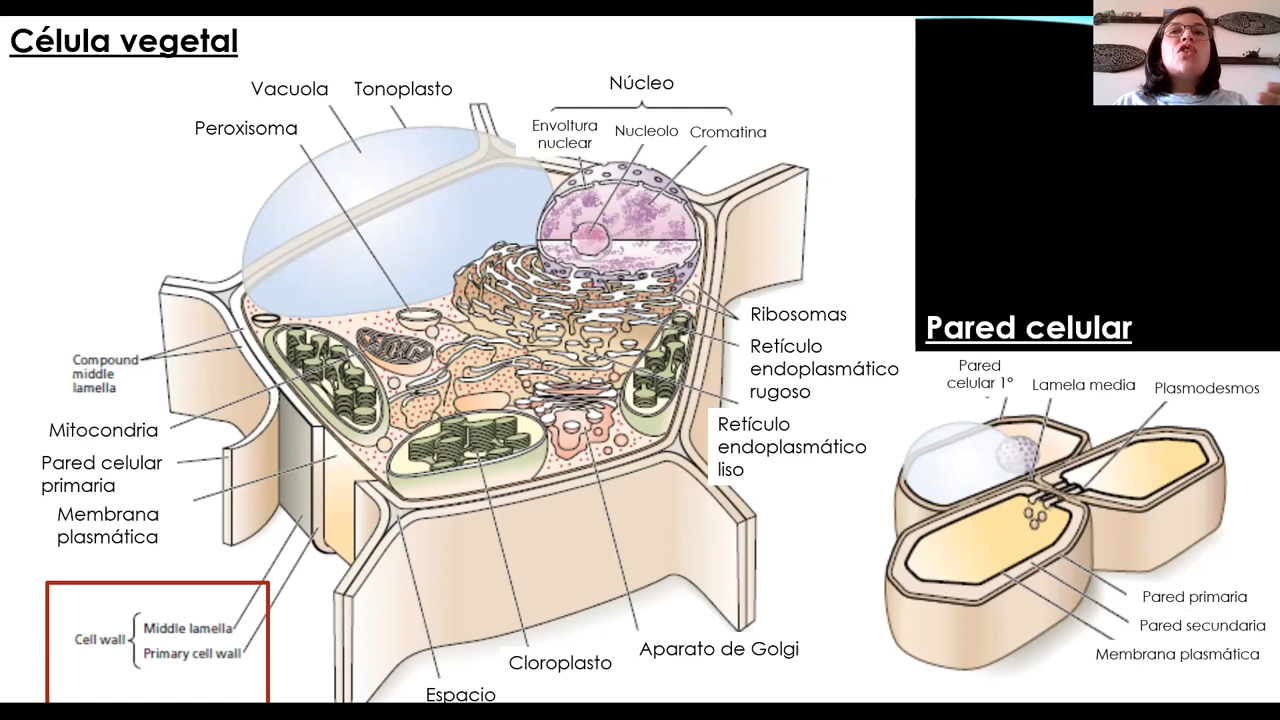 Célula vegetal
Vacuola
Tonoplasto
Peroxisoma
Núcleo
Envoltura
nuclear
Nucleolo
Cromatina
Ribosomas
Retículo
endoplasmático
rugoso
Retículo
endoplasmático
liso
Compound
middle
lamella
Mitocondria
Pared celular
primaria
Membrana
plasmática
Cell wall
Middle lamella
Primary cell wall
Cloroplasto
Aparato de Golgi
Espacio
Pared celular
Pared
celular 1°
Lamela media
Plasmodesmos
Pared primaria
Pared secundaria
Membrana plasmática